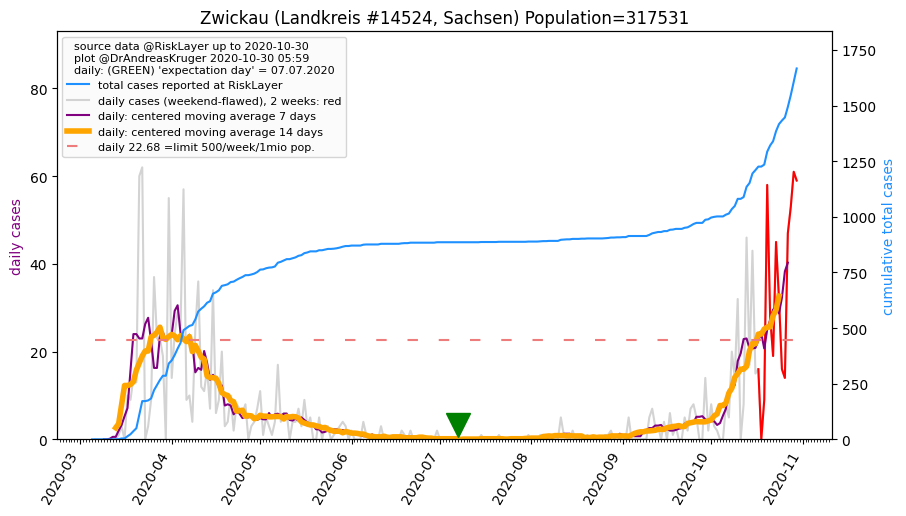 Zwickau (Landkreis #14524, Sachsen) Population=317531
source data @RiskLayer up to 2020-10-30
plot @DrAndreasKruger 2020-10-30 05:59
daily: (GREEN) 'expectation day' = 07.07.2020
total cases reported at RiskLayer
daily cases (weekend-flawed), 2 weeks: red
daily: centered moving average 7 days
daily: centered moving average 14 days
daily 22.68 =limit 500/week/1mio pop.
daily cases
80
60
40
20
0
1750
1500
1250
1000
750
500
250
0
cumulative total cases
2020-03
2020-04
2020-05
2020-06
2020-07
2020-08
2020-09
2020-10
2020-11